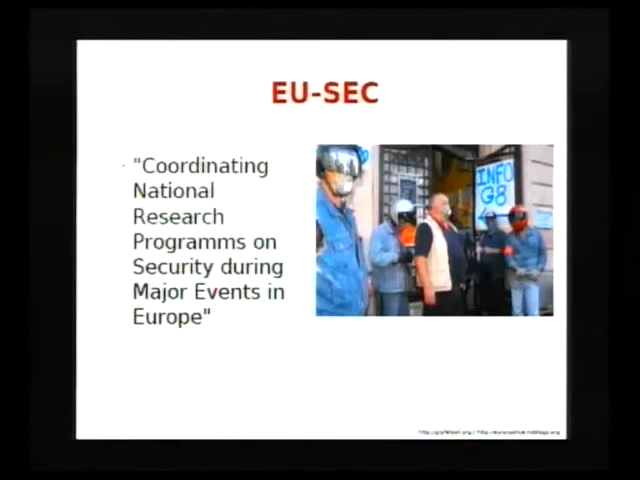 EU-SEC
"Coordinating
National
Research
Programms on
Security during
Major Events in
Europe"
INFO
G8